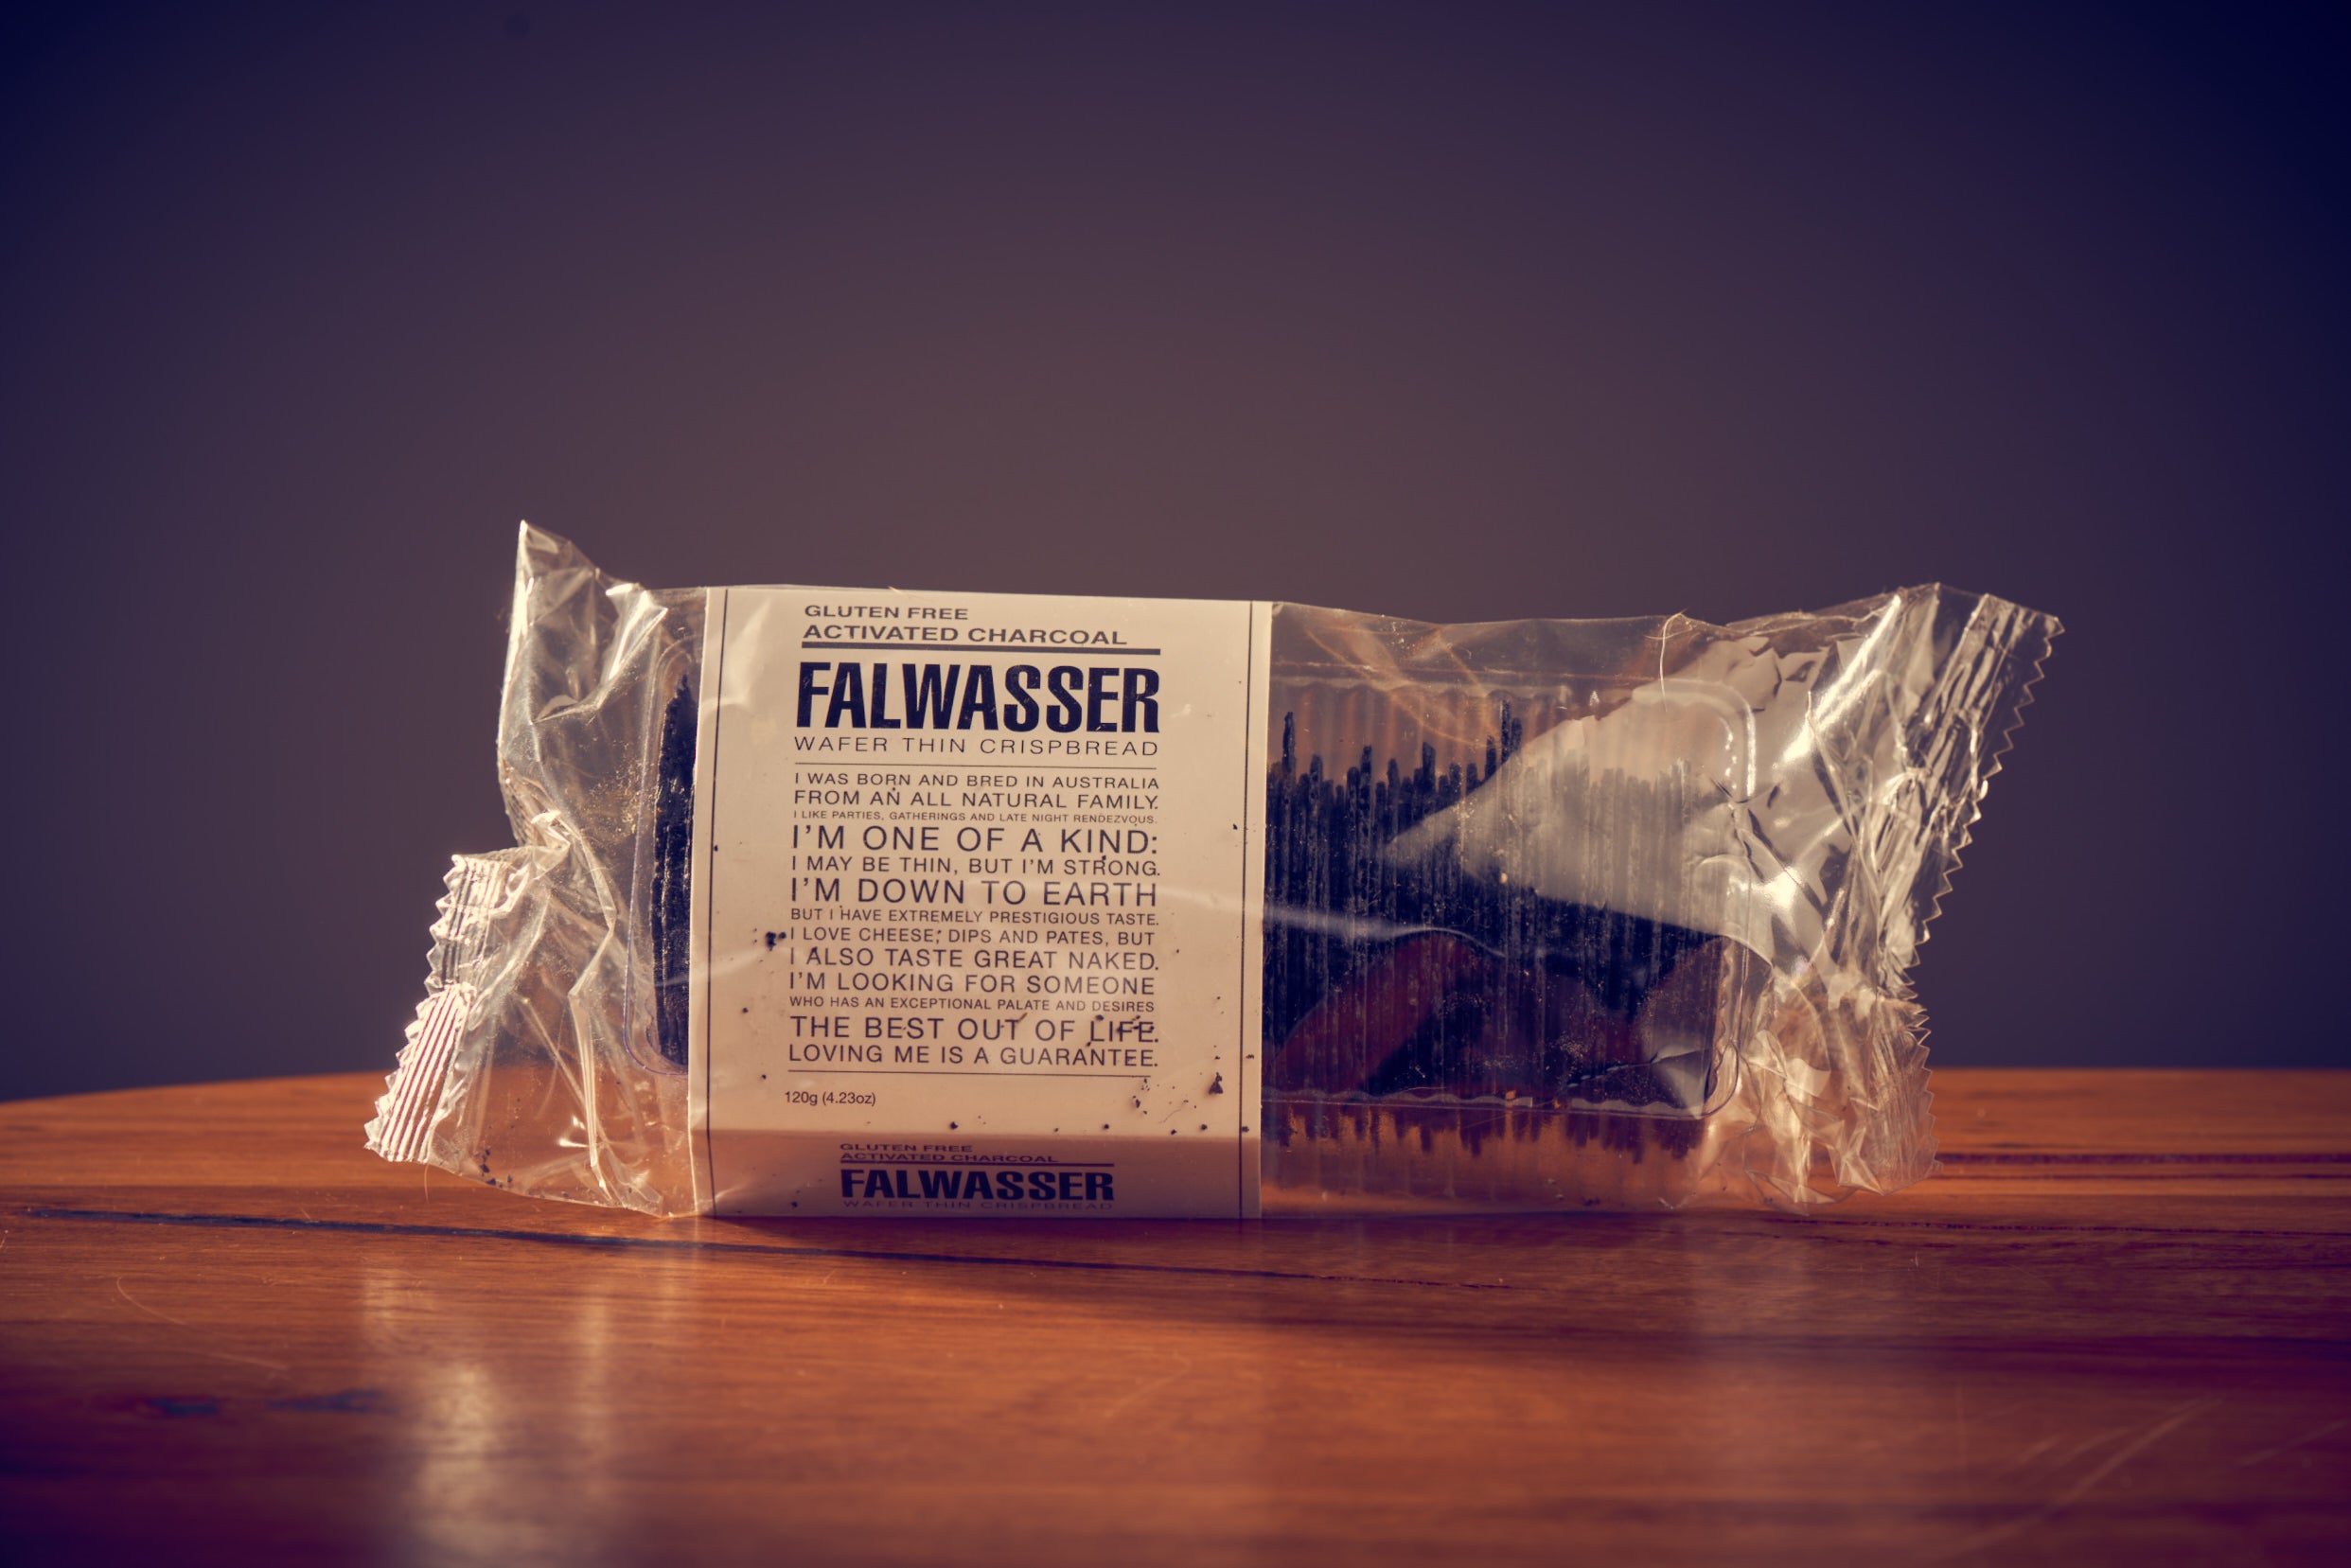 GLUTEN FREE
ACTIVATED CHARCOAL
FALWASSER
WAFER THIN CRISPBREAD
I WAS BORN AND BRED IN AUSTRALIA
FROM AN ALL NATURAL FAMILY.
I LIKE PARTIES, GATHERINGS AND LATE NIGHT RENDEZVOUS.
I'M ONE OF A KIND:
I MAY BE THIN, BUT I'M STRONG.
I'M DOWN TO EARTH
BUT I HAVE EXTREMELY PRESTIGIOUS TASTE.
I LOVE CHEESE, DIPS AND PATES, BUT
I ALSO TASTE GREAT NAKED.
I'M LOOKING FOR SOMEONE
WHO HAS AN EXCEPTIONAL PALATE AND DESIRES
THE BEST OUT OF LIFE.
LOVING ME IS A GUARANTEE.
120g (4.23oz)
GLUTEN FREE
ACTIVATED CHARCOAL
FALWASSER
WAFER THIN CRISPBREAD